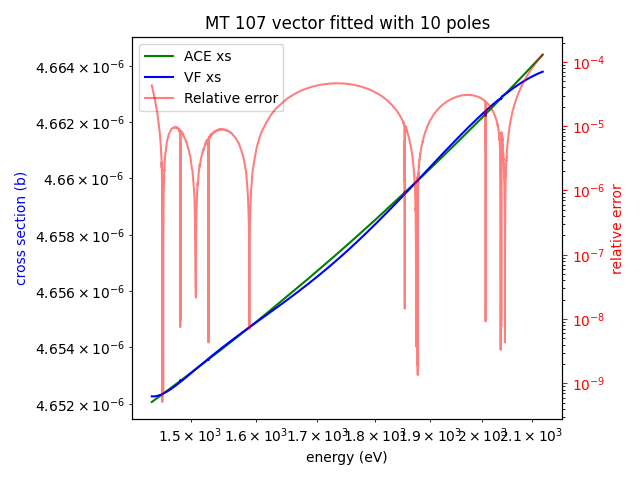 MT 107 vector fitted with 10 poles
ACE xs
VF xs
Relative error
4.664 × 10⁻⁶
4.662 × 10⁻⁶
4.66 × 10⁻⁶
4.658 × 10⁻⁶
4.656 × 10⁻⁶
4.654 × 10⁻⁶
4.652 × 10⁻⁶
cross section (b)
10⁻⁴
10⁻⁵
10⁻⁶
10⁻⁷
10⁻⁸
10⁻⁹
relative error
1.5 × 10³ 1.6 × 10³ 1.7 × 10³ 1.8 × 10³ 1.9 × 10³ 2 × 10³ 2.1 × 10³
energy (eV)